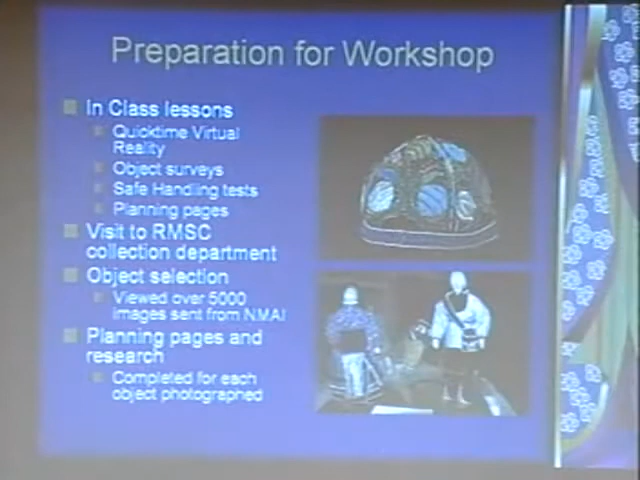 Preparation for Workshop
In Class lessons
Quicktime Virtual
Reality
Object surveys
Safe Handling tests
Planning pages
Visit to RMSC
collection department
Object selection
Viewed over 5000
images sent from NMAI
Planning pages and
research
Completed for each
object photographed